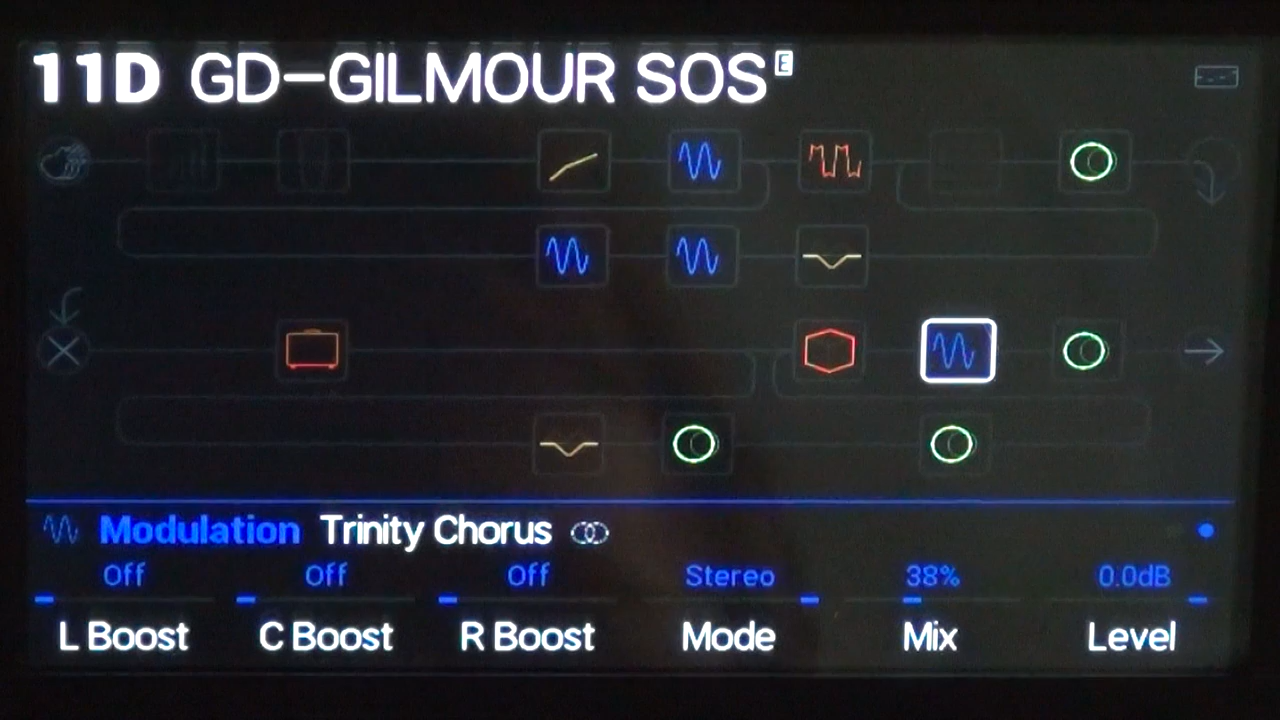 11D GD-GILMOUR SOS E
Modulation Trinity Chorus
Off Off Off Stereo 38% 0.0dB
L Boost C Boost R Boost Mode Mix Level